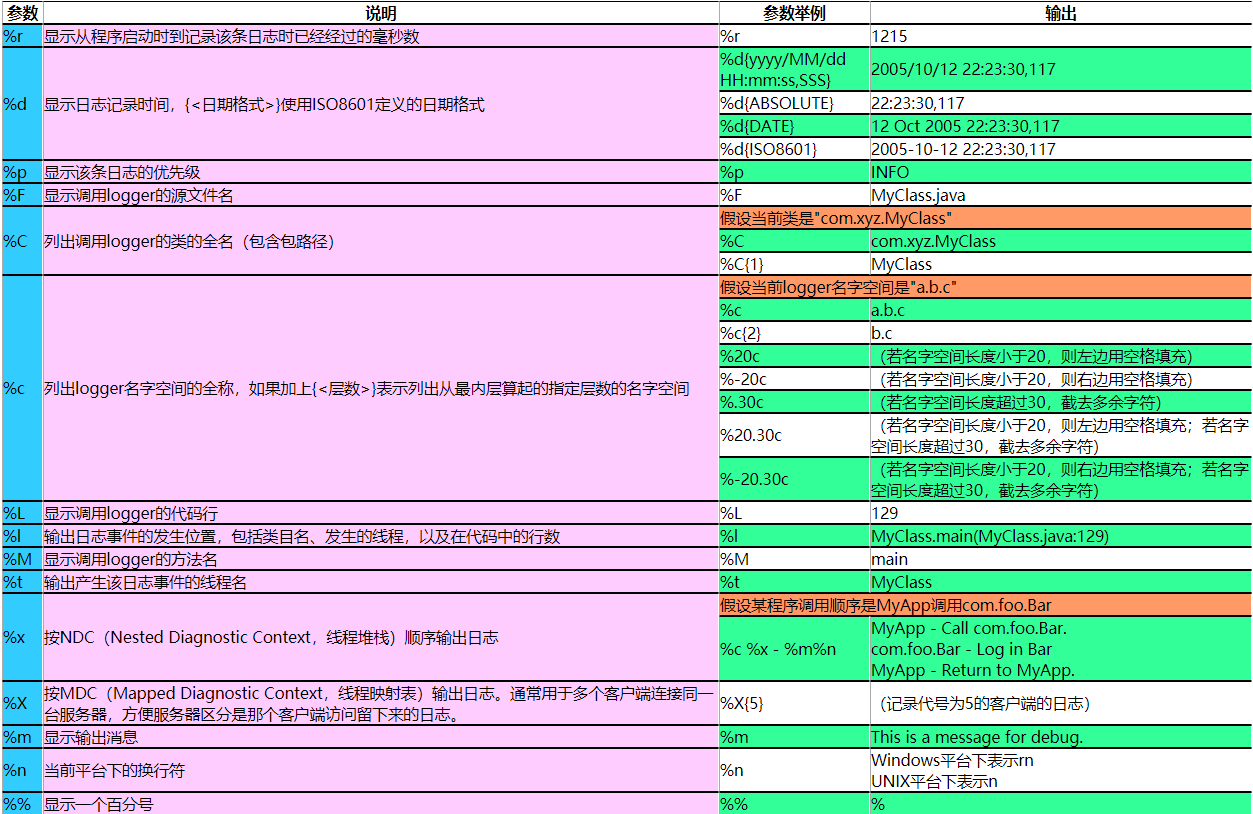 参数 说明 参数举例 输出
%r 显示从程序启动时到记录该条日志时已经经过的毫秒数 %r 1215
%d 显示日志记录时间，{<日期格式>}使用ISO8601定义的日期格式
%d{yyyy/MM/dd
HH:mm:ss,SSS}
2005/10/12 22:23:30,117
%d{ABSOLUTE} 22:23:30,117
%d{DATE} 12 Oct 2005 22:23:30,117
%d{ISO8601} 2005-10-12 22:23:30,117
%p 显示该条日志的优先级 %p INFO
%F 显示调用logger的源文件名 %F MyClass.java
%C 列出调用logger的类的全名（包含包路径）
假设当前类是"com.xyz.MyClass"
%C com.xyz.MyClass
%C{1} MyClass
%c 列出logger名字空间的全称，如果加上{<层数>}表示列出从最内层算起的指定层数的名字空间
假设当前logger名字空间是"a.b.c"
%c a.b.c
%c{2} b.c
%20c （若名字空间长度小于20，则左边用空格填充）
%-20c （若名字空间长度小于20，则右边用空格填充）
%.30c （若名字空间长度超过30，截去多余字符）
%20.30c
（若名字空间长度小于20，则左边用空格填充；若名字
空间长度超过30，截去多余字符）
%-20.30c
（若名字空间长度小于20，则右边用空格填充；若名字
空间长度超过30，截去多余字符）
%L 显示调用logger的代码行 %L 129
%l 输出日志事件的发生位置，包括类目名、发生的线程，以及在代码中的行数 %l MyClass.main(MyClass.java:129)
%M 显示调用logger的方法名 %M main
%t 输出产生该日志事件的线程名 %t MyClass
%x 按NDC（Nested Diagnostic Context，线程堆栈）顺序输出日志
假设某程序调用顺序是MyApp调用com.foo.Bar
%c %x - %m%n
MyApp - Call com.foo.Bar.
com.foo.Bar - Log in Bar
MyApp - Return to MyApp.
%X
按MDC（Mapped Diagnostic Context，线程映射表）输出日志。通常用于多个客户端连接同一
台服务器，方便服务器区分是那个客户端访问留下来的日志。
%X{5} （记录代号为5的客户端的日志）
%m 显示输出消息 %m This is a message for debug.
%n 当前平台下的换行符 %n
Windows平台下表示rn
UNIX平台下表示n
%% 显示一个百分号 %% %